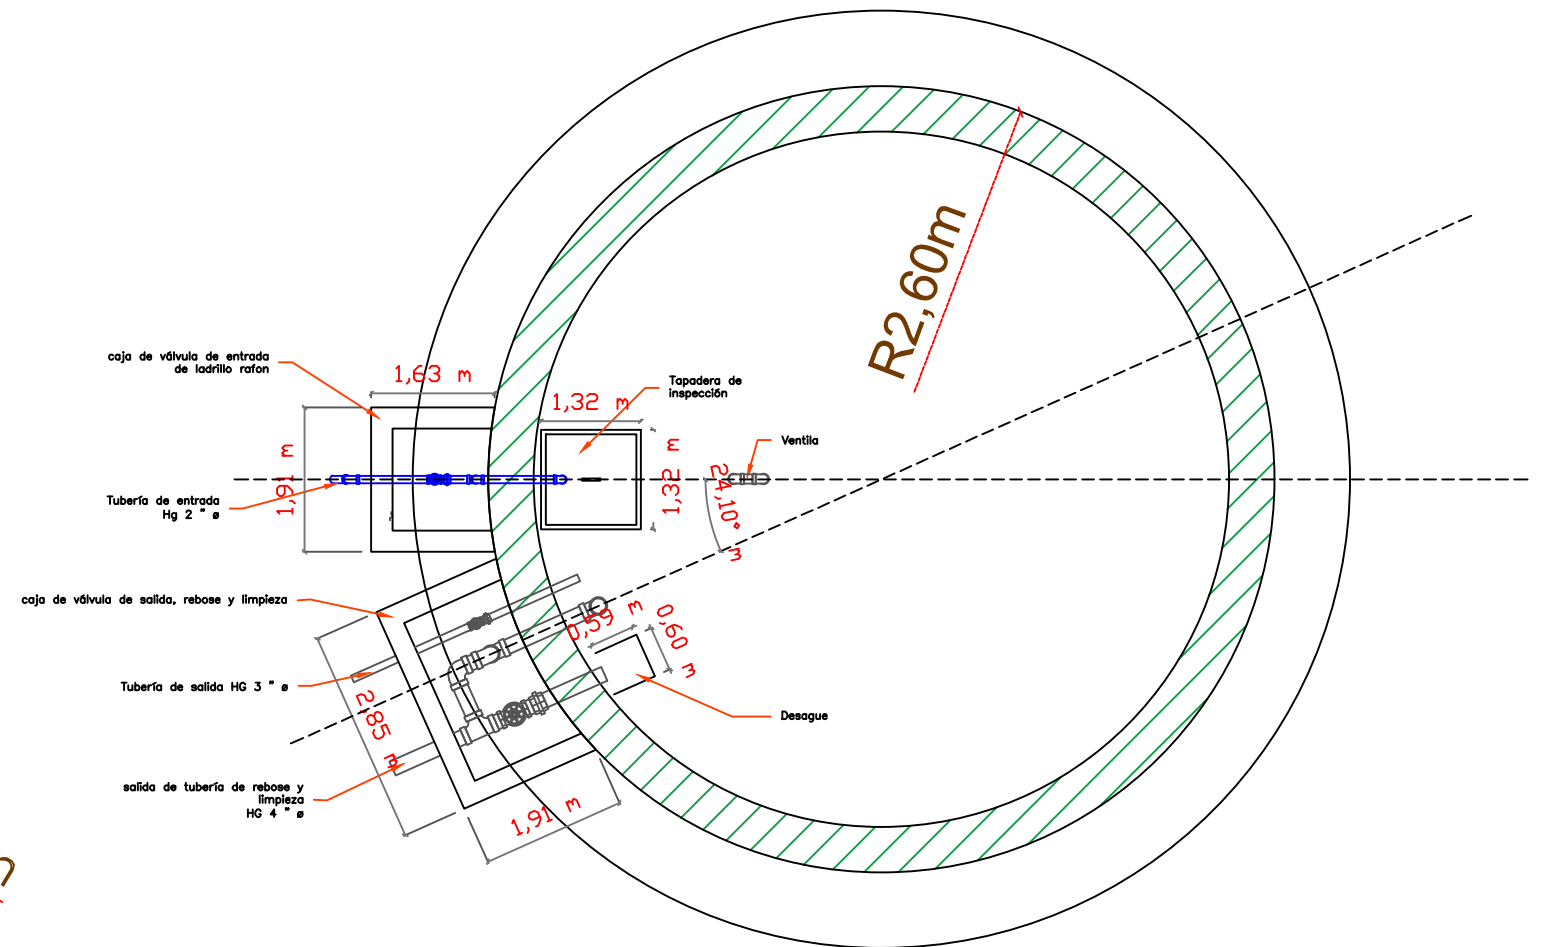 R2,60m
caja de válvula de entrada
de ladrillo rafon
1,63 m
Tapadera de
inspección
1,32 m
Ventila
1,91 m
1,32 m
24,10°
m
Tubería de entrada
Hg 2 " ø
caja de válvula de salida, rebose y limpieza
0,59 m
0,60 m
Tubería de salida HG 3 " ø
2,85 m
Desague
salida de tubería de rebose y
limpieza
HG 4 " ø
1,91 m